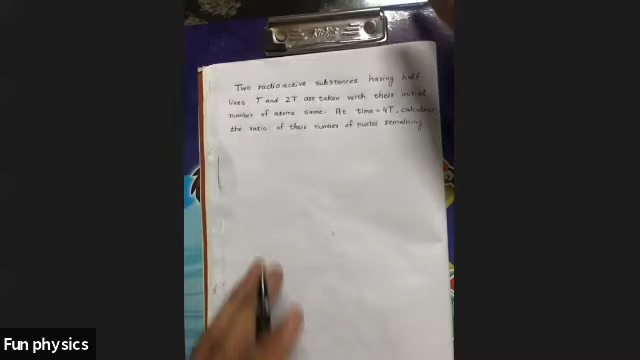 Two radioactive substances having half
lives T and 2T are taken with their initial
number of atoms same. At time = 4T, calculate
the ratio of their number of nuclei remaining
Fun physics